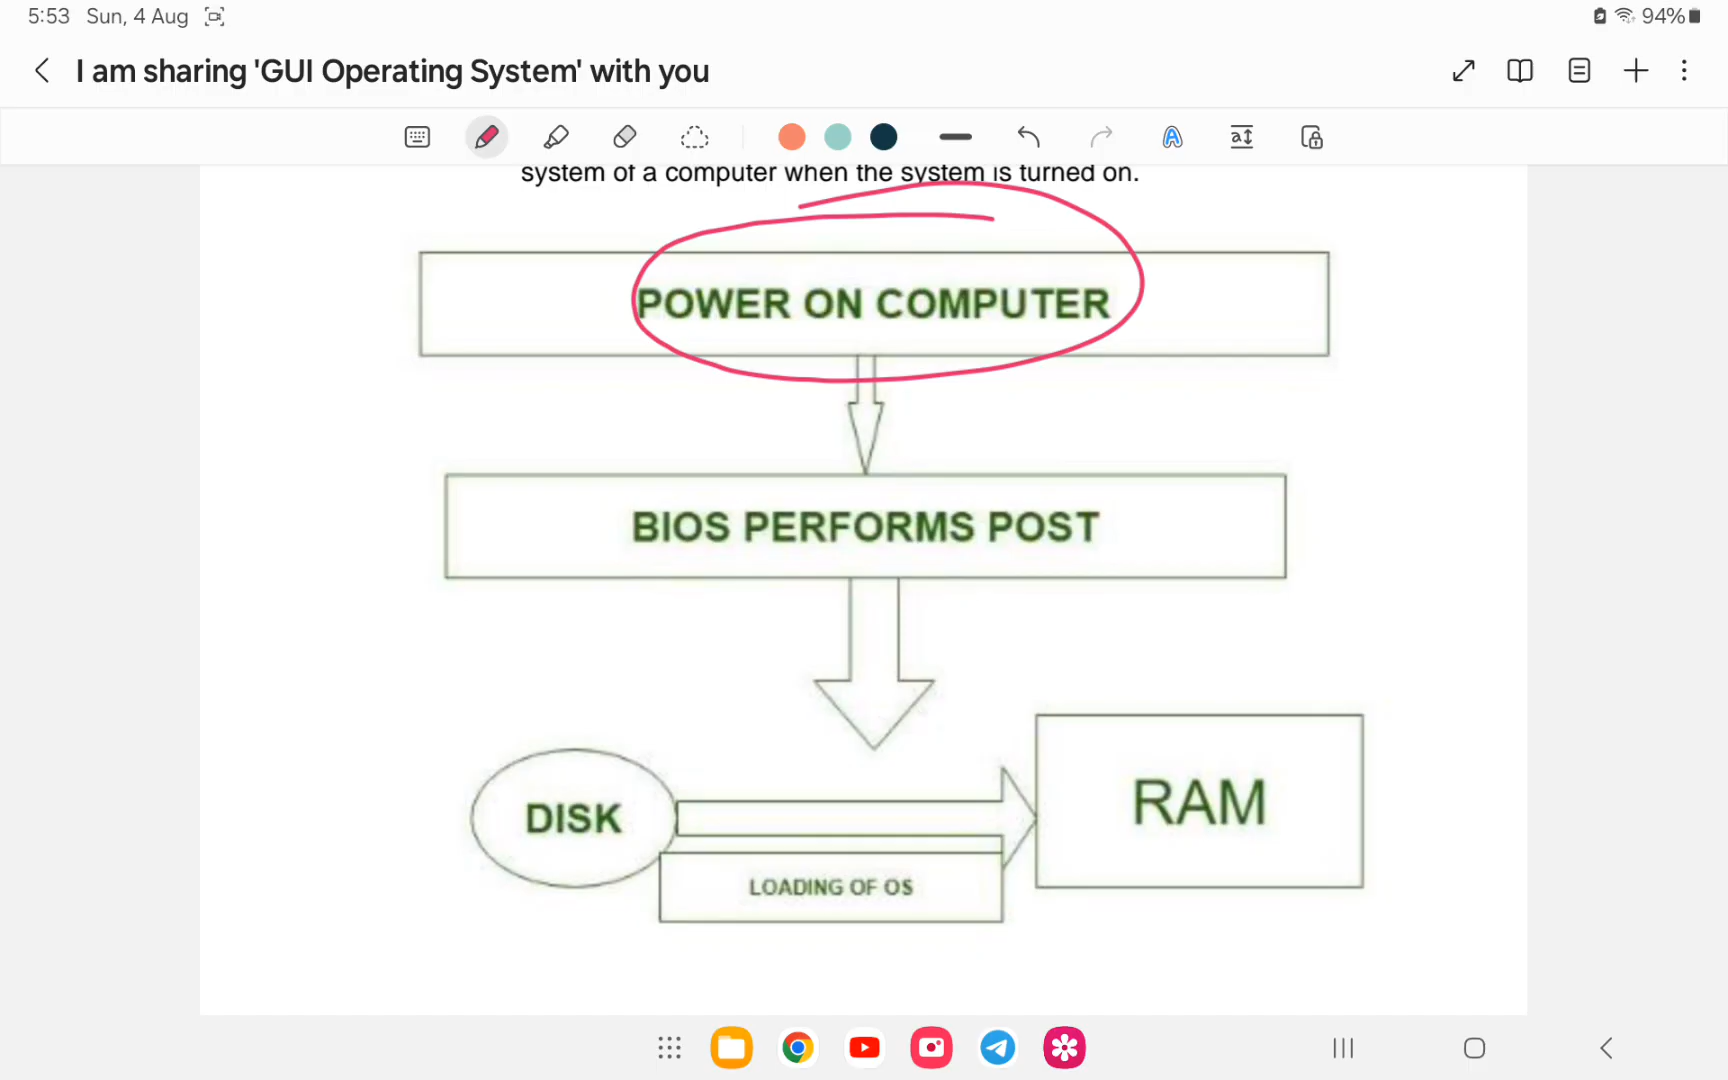 5:53 Sun, 4 Aug
94%
I am sharing 'GUI Operating System' with you
system of a computer when the system is turned on.
POWER ON COMPUTER
BIOS PERFORMS POST
DISK
RAM
LOADING OF OS